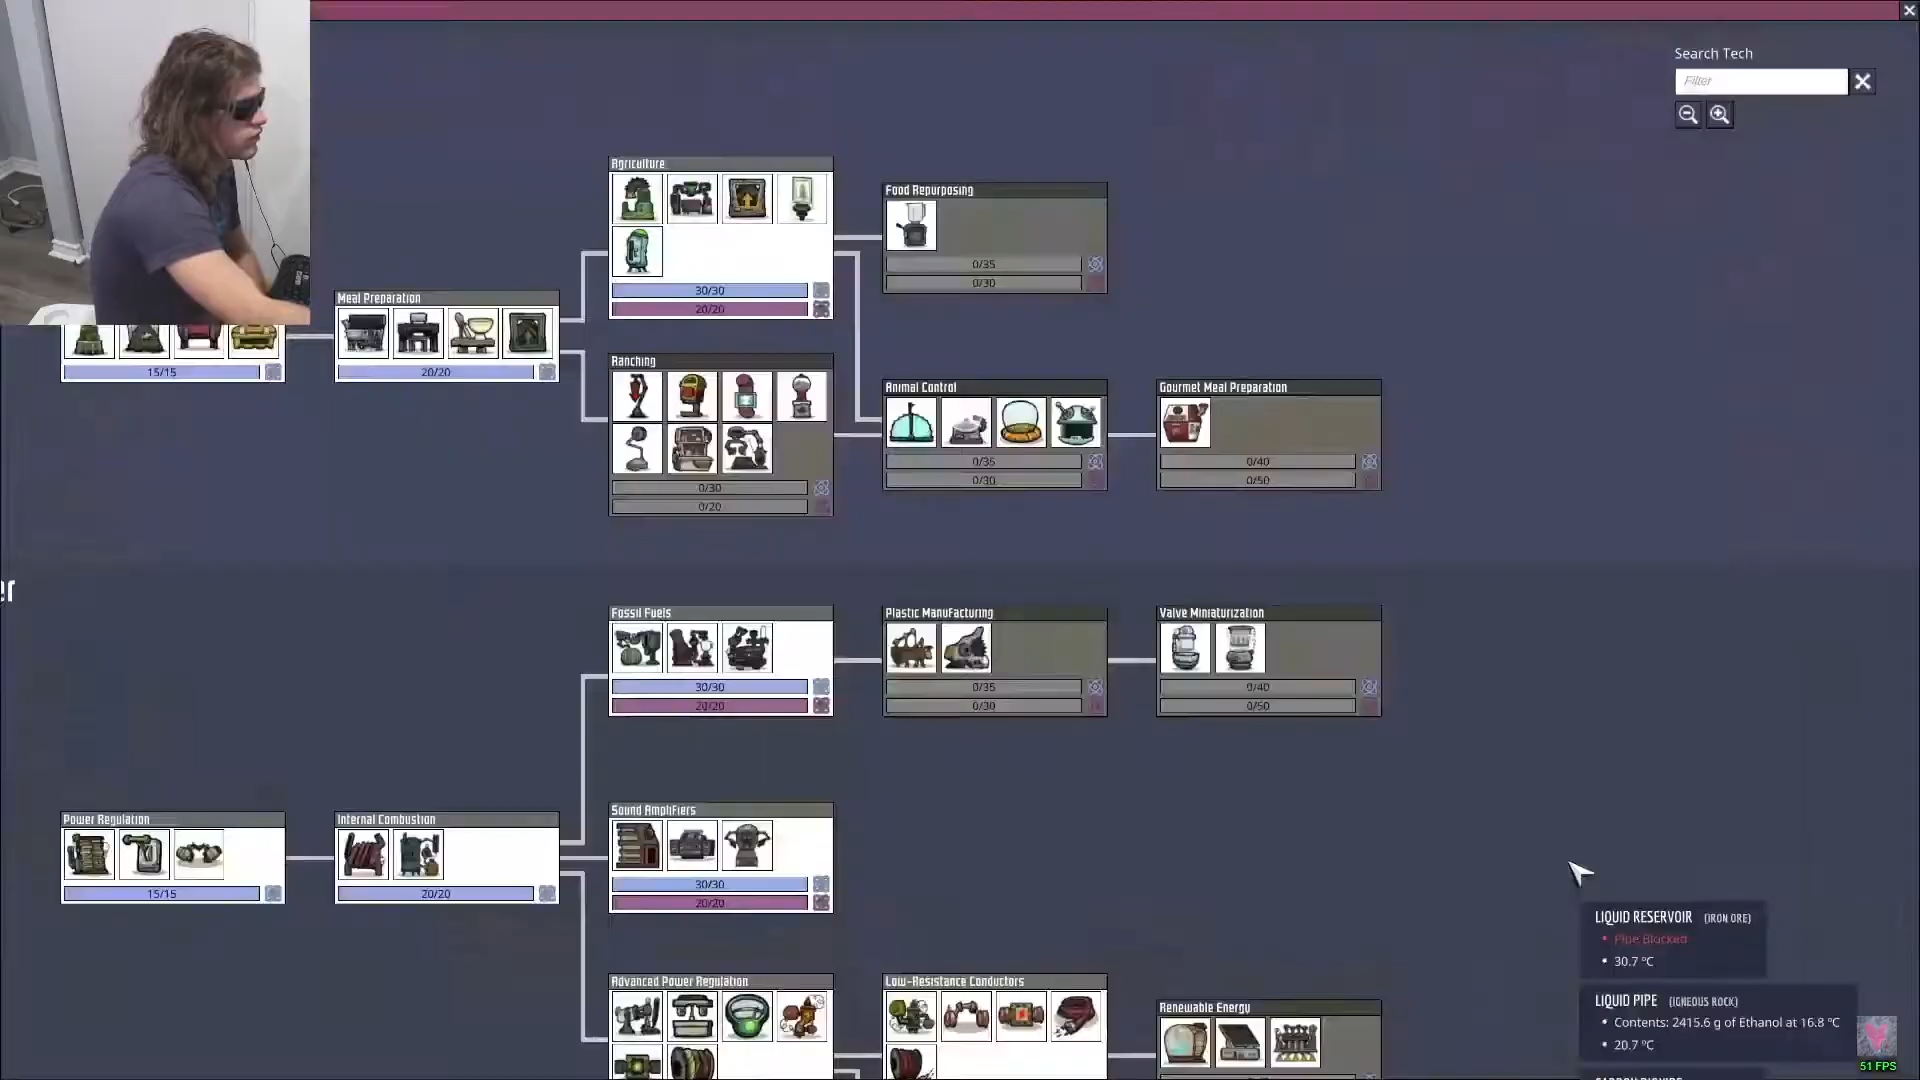 Search Tech
Filter
Agriculture
30/30
20/20
Food Repurposing
0/35
0/30
Meal Preparation
20/20
15/15
Ranching
0/30
0/20
Animal Control
0/35
0/30
Gourmet Meal Preparation
0/40
0/50
er
Fossil Fuels
30/30
20/20
Plastic Manufacturing
0/35
0/30
Valve Miniaturization
0/40
0/50
Power Regulation
15/15
Internal Combustion
20/20
Sound Amplifiers
30/30
20/20
Advanced Power Regulation
Low-Resistance Conductors
Renewable Energy
LIQUID RESERVOIR (IRON ORE)
• Pipe Blocked
• 30.7 ºC
LIQUID PIPE (IGNEOUS ROCK)
• Contents: 2415.6 g of Ethanol at 16.8 ºC
• 20.7 ºC
51 FPS